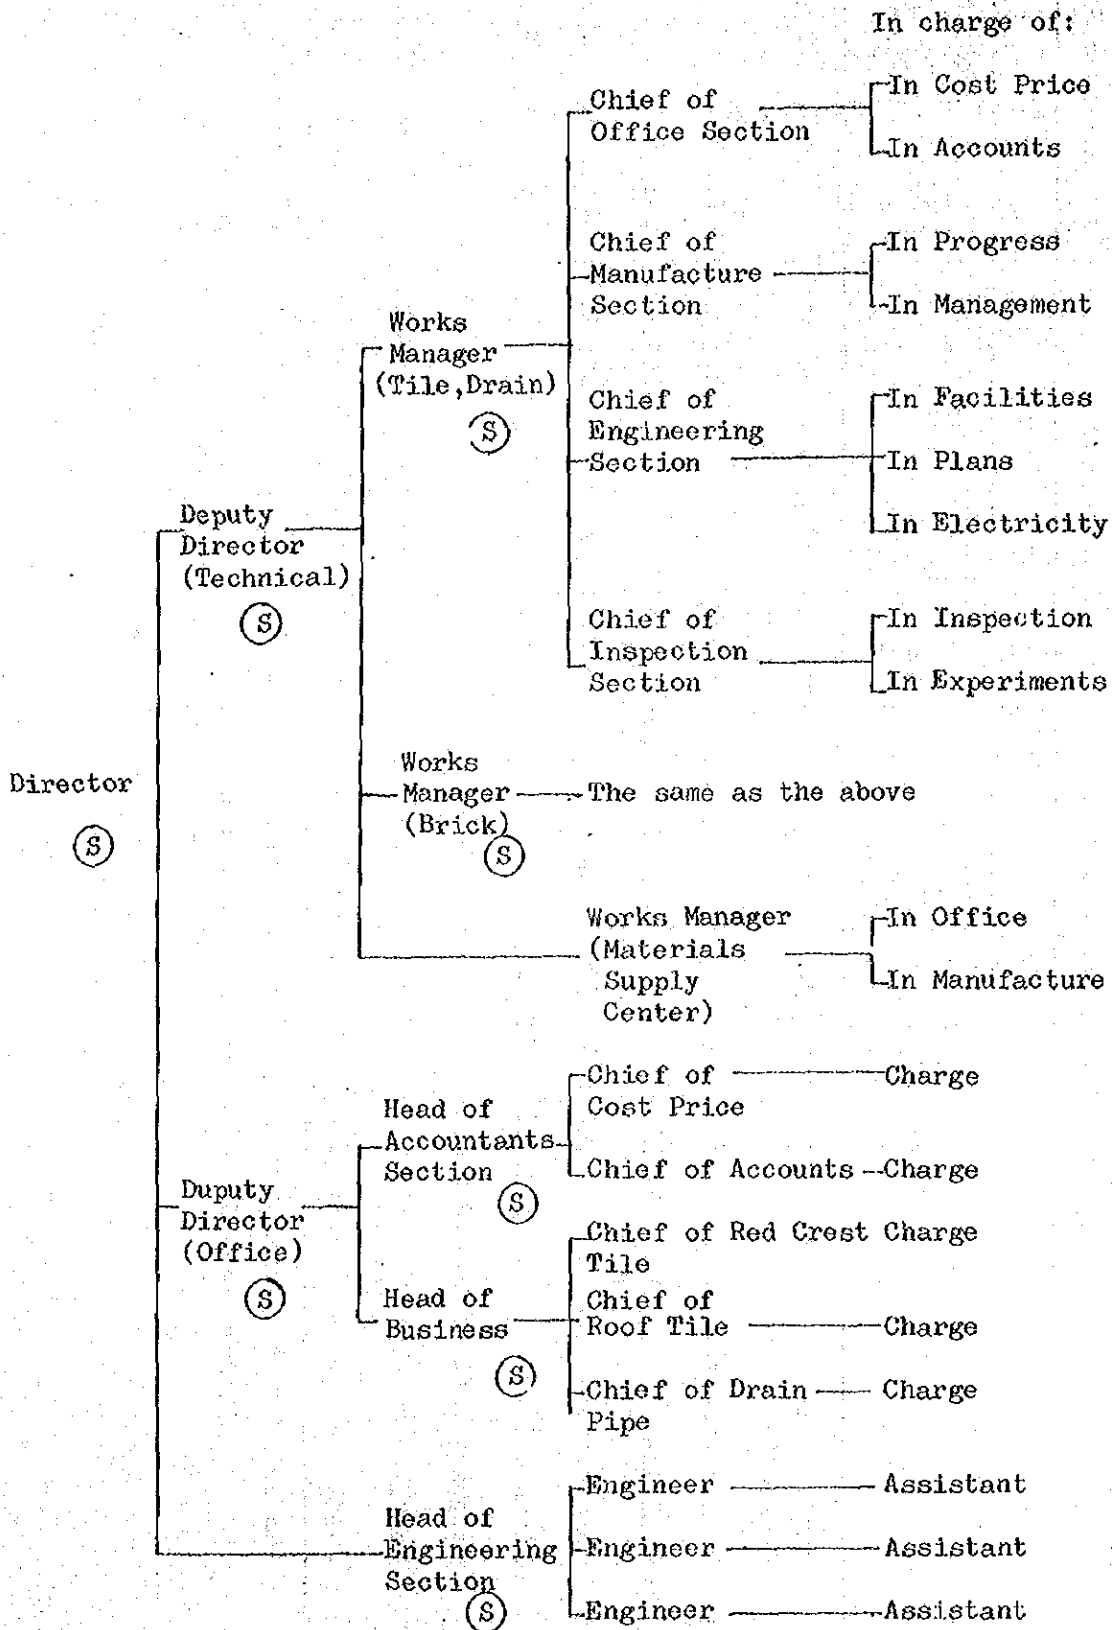 In charge of:
Chief of
Office Section
In Cost Price
In Accounts
Chief of
Manufacture
Section
In Progress
In Management
Works
Manager
(Tile,Drain)
S
Chief of
Engineering
Section
In Facilities
In Plans
In Electricity
Deputy
Director
(Technical)
S
Chief of
Inspection
Section
In Inspection
In Experiments
Director
S
Works
Manager
(Brick)
S
The same as the above
Works Manager
(Materials
Supply
Center)
In Office
In Manufacture
Head of
Accountants
Section
S
Chief of
Cost Price
Charge
Chief of Accounts
Charge
Duputy
Director
(Office)
S
Head of
Business
S
Chief of Red Crest
Tile
Charge
Chief of
Roof Tile
Charge
Chief of Drain
Pipe
Charge
Head of
Engineering
Section
S
Engineer
Assistant
Engineer
Assistant
Engineer
Assistant